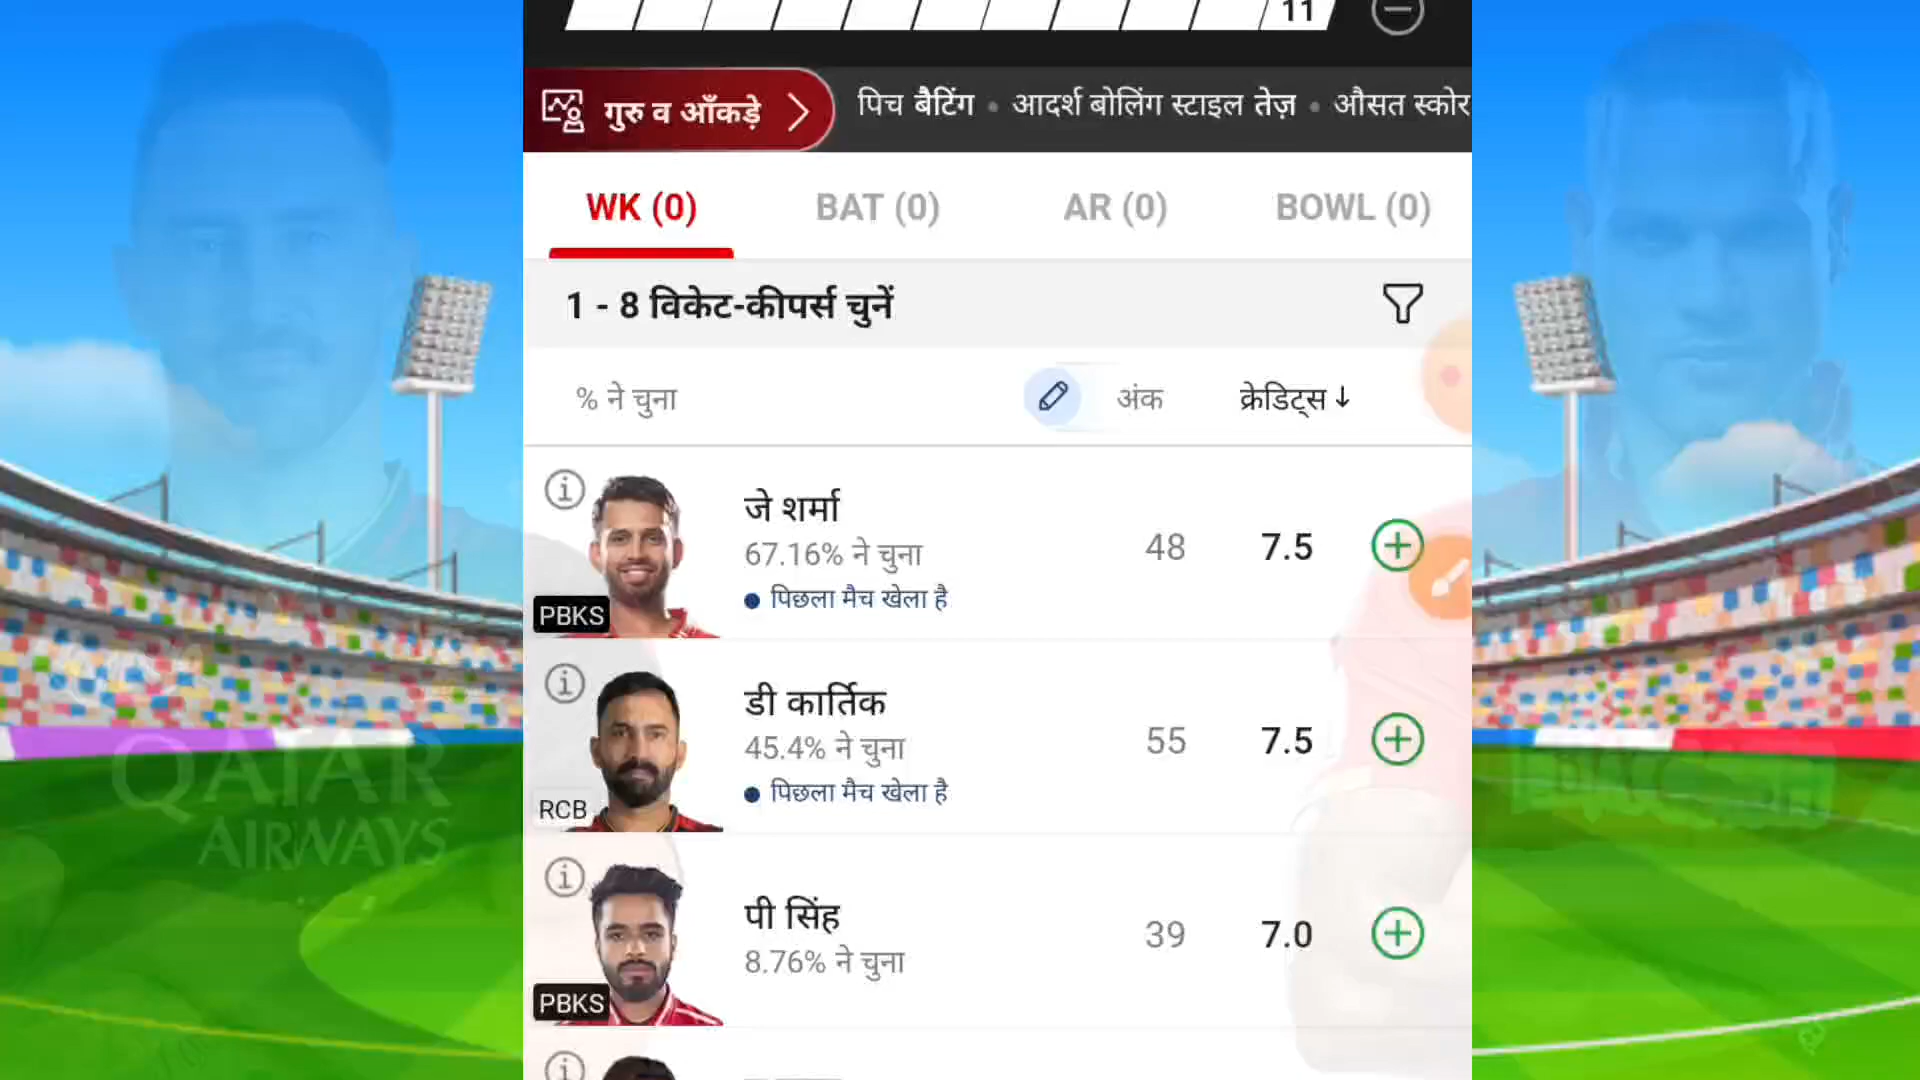 11
गुरु व आँकड़े
पिच बैटिंग • आदर्श बोलिंग स्टाइल तेज़ • औसत स्कोर
WK (0)
BAT (0)
AR (0)
BOWL (0)
1 - 8 विकेट-कीपर्स चुनें
% ने चुना
अंक
क्रेडिट्स ↓
जे शर्मा
67.16% ने चुना
48
7.5
• पिछला मैच खेला है
PBKS
डी कार्तिक
45.4% ने चुना
55
7.5
• पिछला मैच खेला है
RCB
पी सिंह
8.76% ने चुना
39
7.0
PBKS
QATAR
AIRWAYS